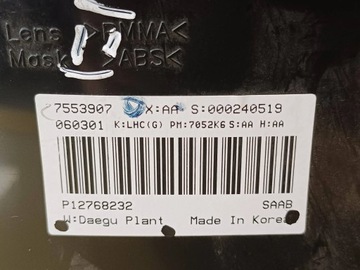 Lens >PMMA<
Mask >ABS<
7553907 X:AA S:000240519
060301 K:LHC(G) PM:7052K6 S:AA H:AA
P12768232 SAAB
W:Daegu Plant Made In Korea